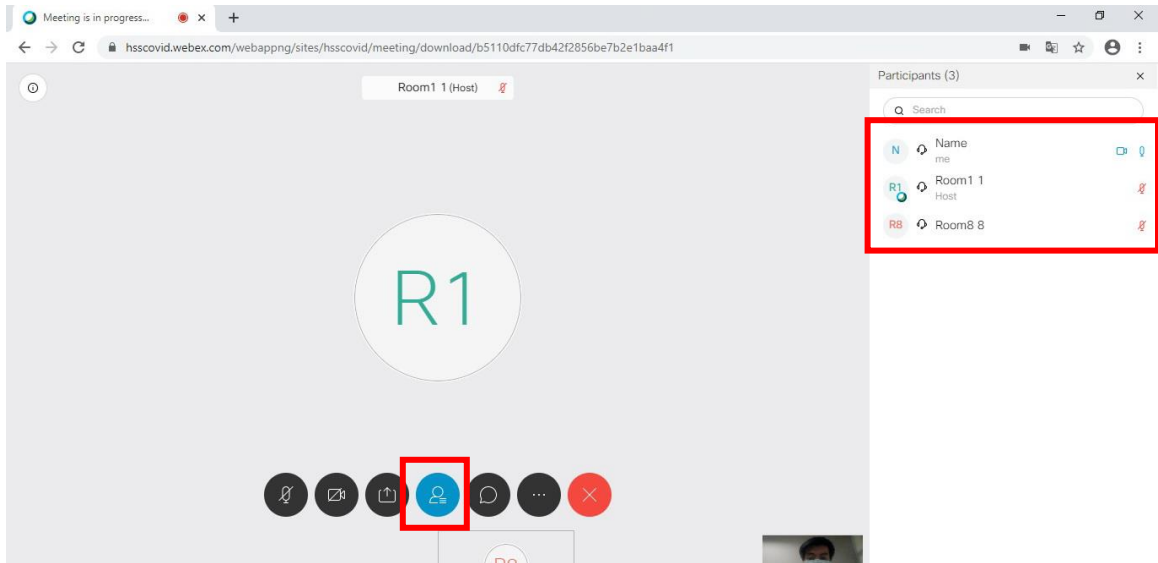 Meeting is in progress...
hsscovid.webex.com/webappng/sites/hsscovid/meeting/download/b5110dfc77db42f2856be7b2e1baa4f1
Room1 1 (Host)
Participants (3)
Search
N Name
me
R1 Room1 1
Host
R8 Room8 8
R1